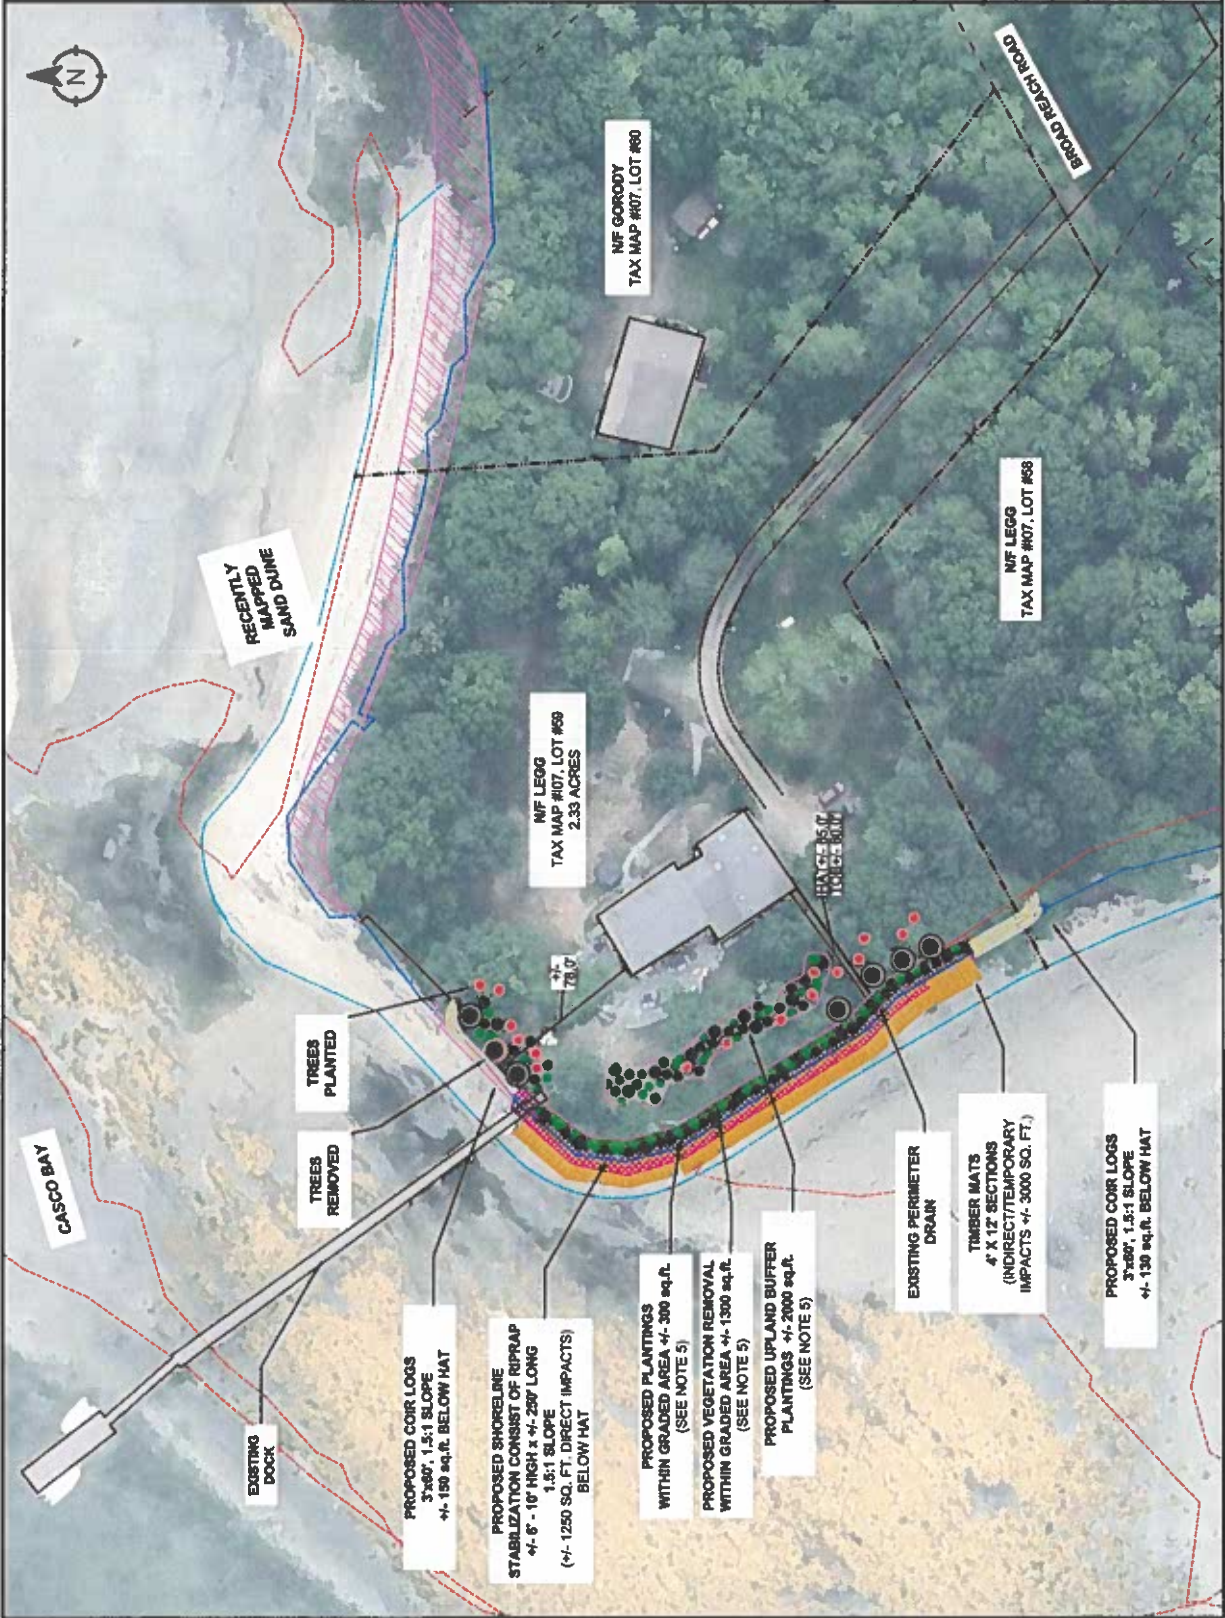 N
CASCO BAY
RECENTLY
MAPPED
SAND DUNE
BROAD REACH ROAD
N/F GORODY
TAX MAP #I07, LOT #60
N/F LEGG
TAX MAP #I07, LOT #59
2.33 ACRES
N/F LEGG
TAX MAP #I07, LOT #58
TREES
PLANTED
TREES
REMOVED
+/-
78.0'
EXISTING
DOCK
PROPOSED COIR LOGS
3'x60', 1.5:1 SLOPE
+/- 150 sq.ft. BELOW HAT
PROPOSED SHORELINE
STABILIZATION CONSIST OF RIPRAP
+/- 6' - 10' HIGH x +/- 250' LONG
1.5:1 SLOPE
(+/- 1250 SQ. FT. DIRECT IMPACTS)
BELOW HAT
PROPOSED PLANTINGS
WITHIN GRADED AREA +/- 300 sq.ft.
(SEE NOTE 5)
PROPOSED VEGETATION REMOVAL
WITHIN GRADED AREA +/- 1300 sq.ft.
(SEE NOTE 5)
PROPOSED UPLAND BUFFER
PLANTINGS +/- 2000 sq.ft.
(SEE NOTE 5)
EXISTING PERIMETER
DRAIN
TIMBER MATS
4' X 12' SECTIONS
(INDIRECT/TEMPORARY
IMPACTS +/- 3000 SQ. FT.)
PROPOSED COIR LOGS
3'x60', 1.5:1 SLOPE
+/- 130 sq.ft. BELOW HAT